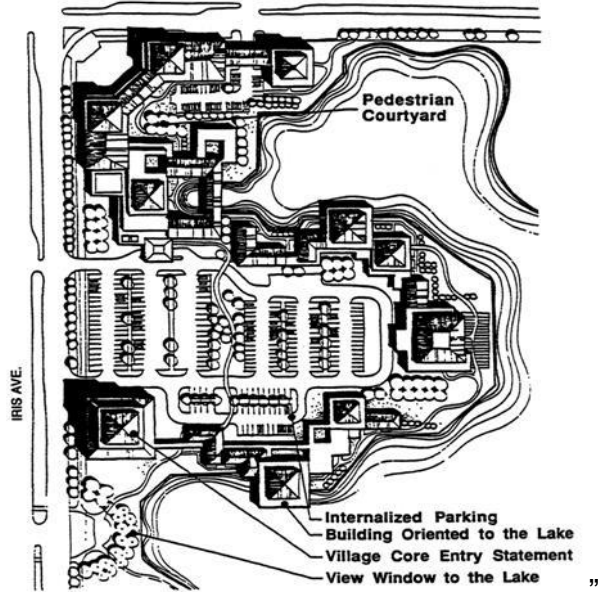 Pedestrian
Courtyard
IRIS AVE.
Internalized Parking
Building Oriented to the Lake
Village Core Entry Statement
View Window to the Lake
”